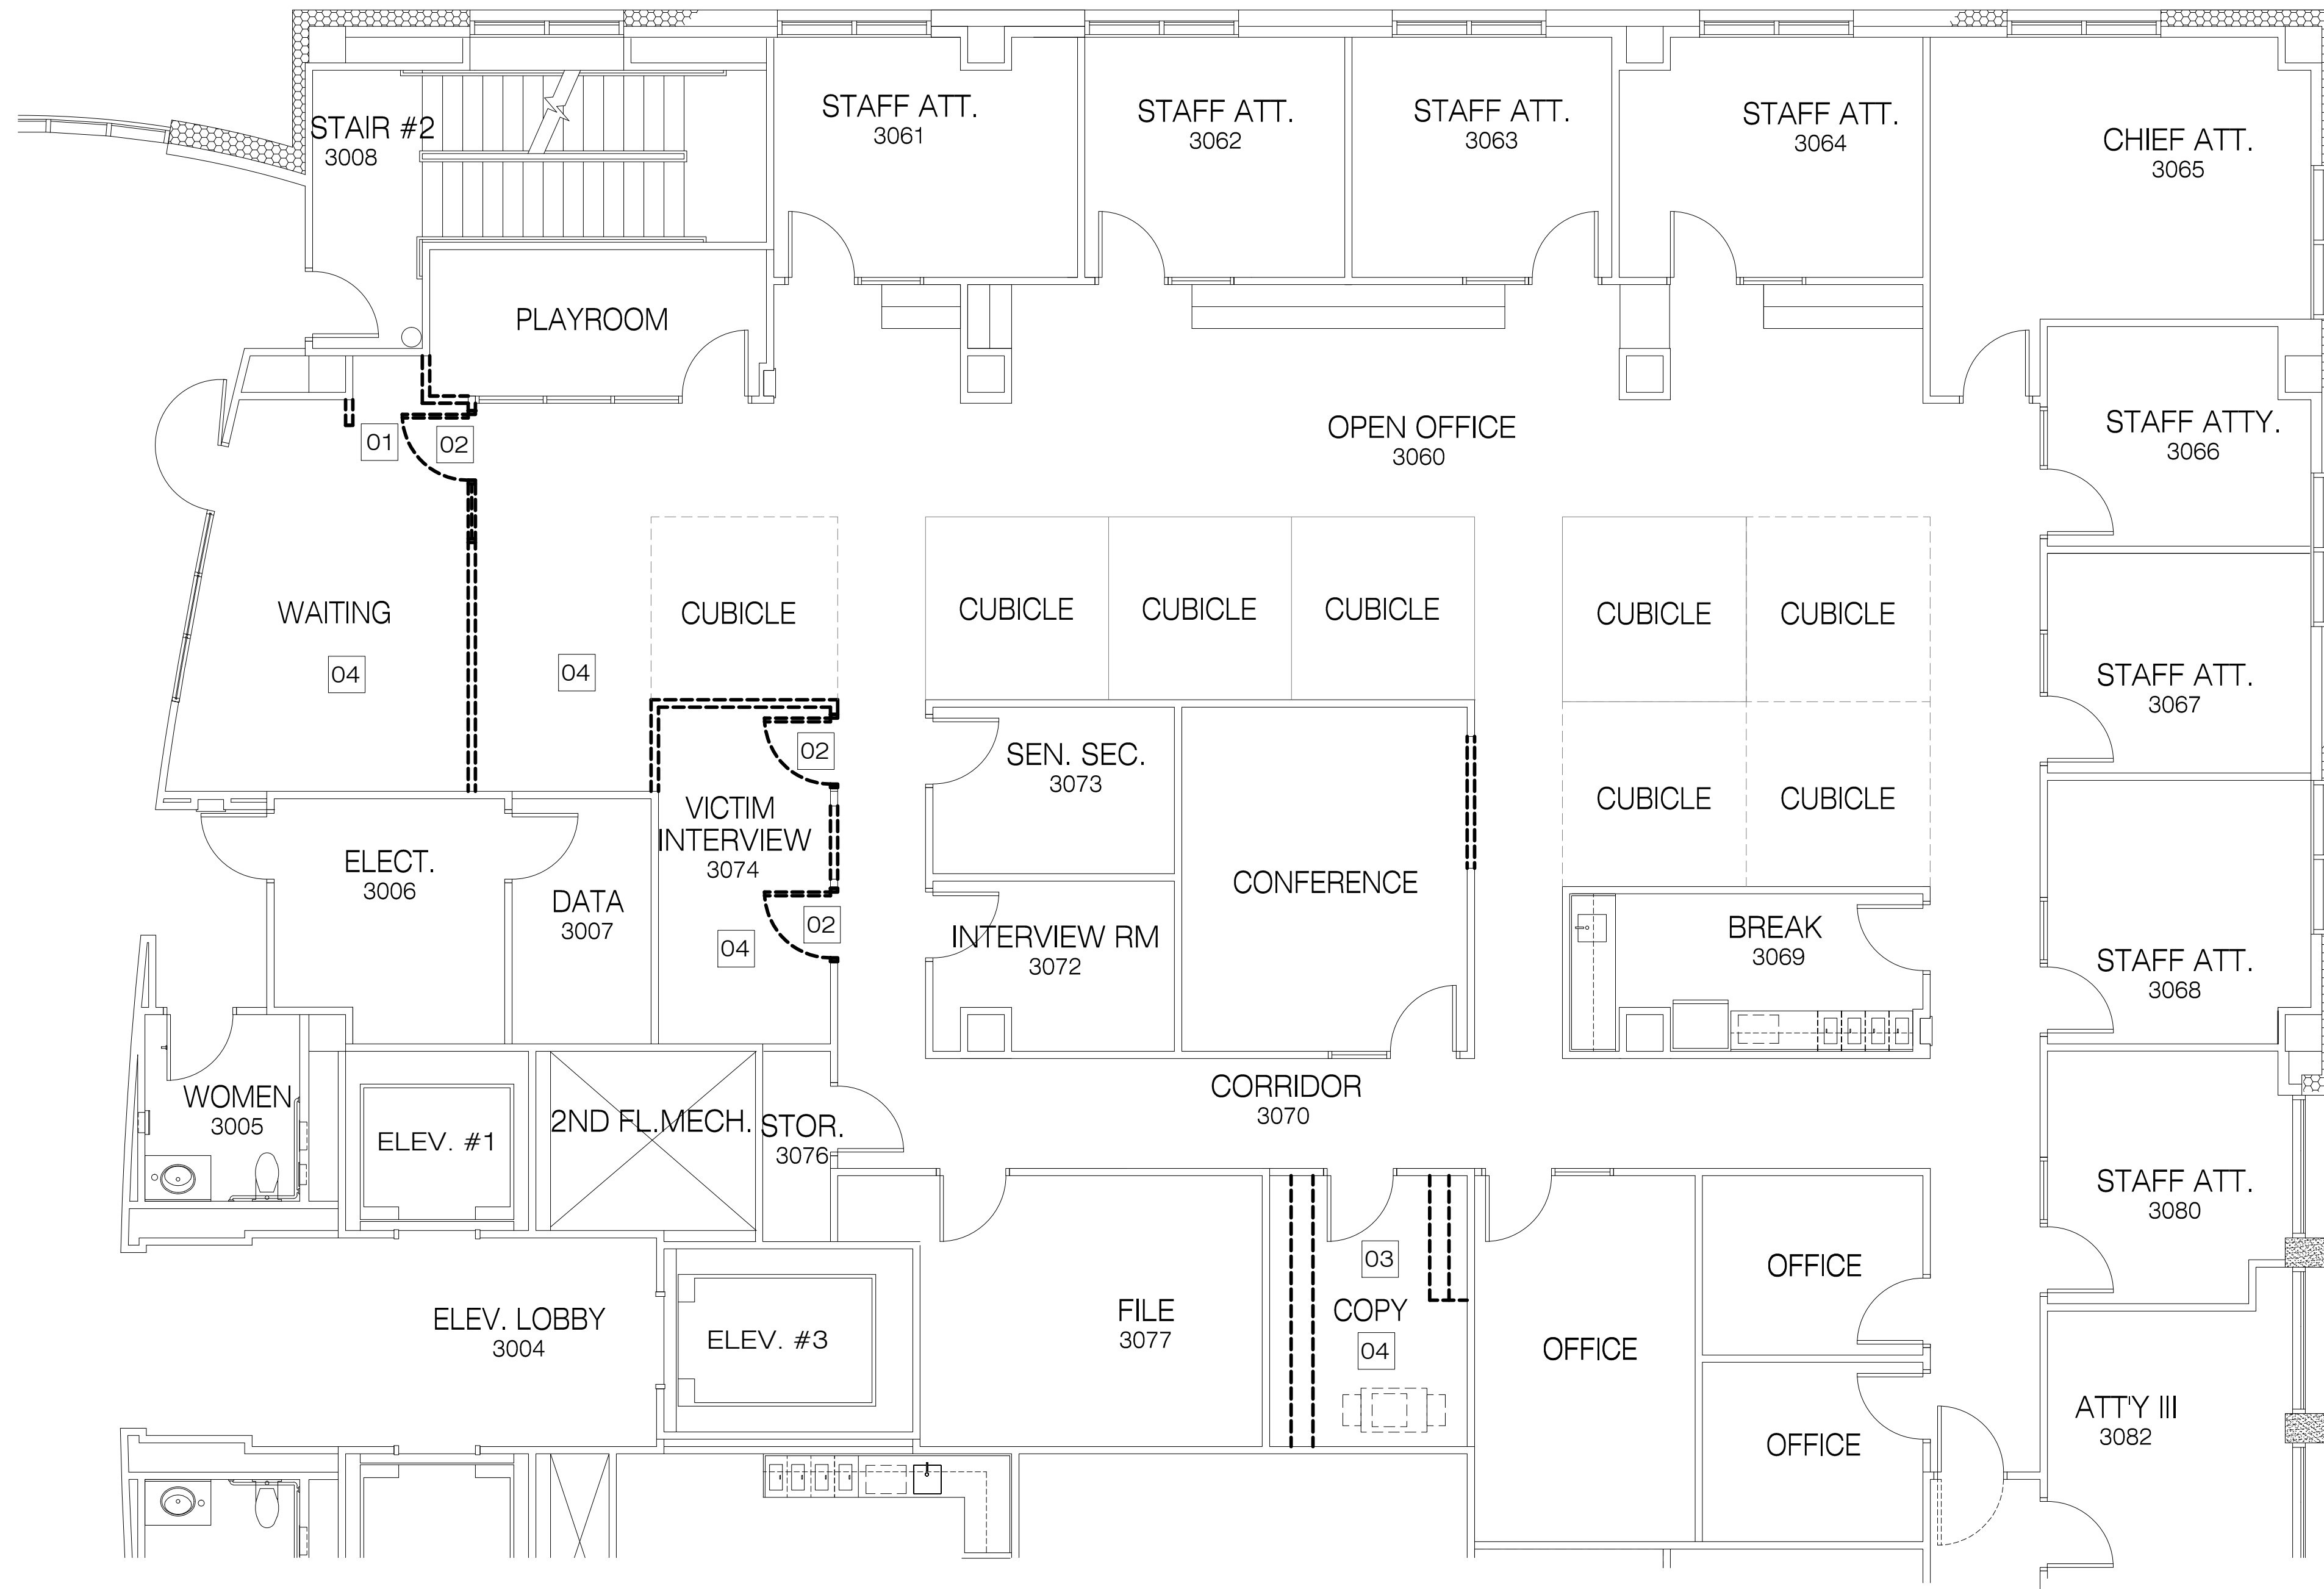 STAFF ATT.
3061
STAFF ATT.
3062
STAFF ATT.
3063
STAFF ATT.
3064
CHIEF ATT.
3065
STAIR #2
3008
PLAYROOM
01
02
OPEN OFFICE
3060
STAFF ATTY.
3066
WAITING
04
04
CUBICLE
CUBICLE
CUBICLE
CUBICLE
CUBICLE
CUBICLE
STAFF ATT.
3067
02
SEN. SEC.
3073
CUBICLE
CUBICLE
VICTIM
INTERVIEW
3074
ELECT.
3006
DATA
3007
02
04
CONFERENCE
INTERVIEW RM
3072
BREAK
3069
STAFF ATT.
3068
WOMEN
3005
ELEV. #1
2ND FL.MECH.
STOR.
3076
CORRIDOR
3070
STAFF ATT.
3080
03
OFFICE
ELEV. LOBBY
3004
ELEV. #3
FILE
3077
COPY
04
OFFICE
OFFICE
ATT'Y III
3082